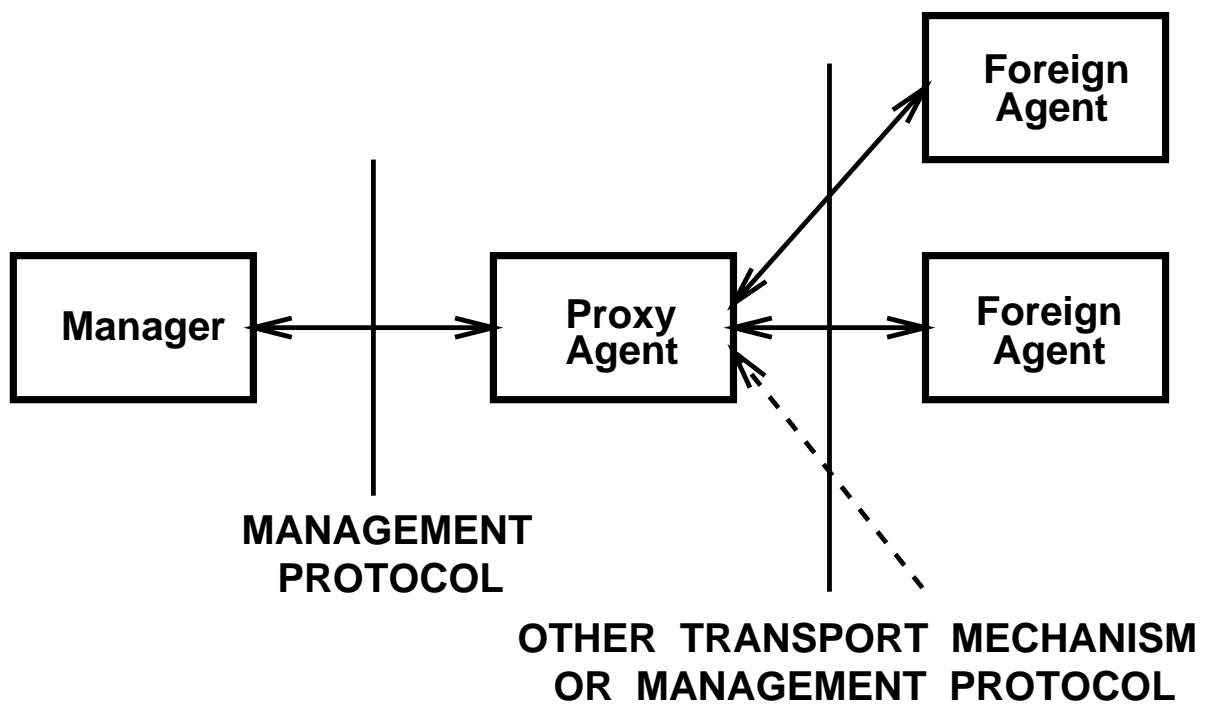 Foreign
Agent
Manager
Proxy
Agent
Foreign
Agent
MANAGEMENT
PROTOCOL
OTHER TRANSPORT MECHANISM
OR MANAGEMENT PROTOCOL